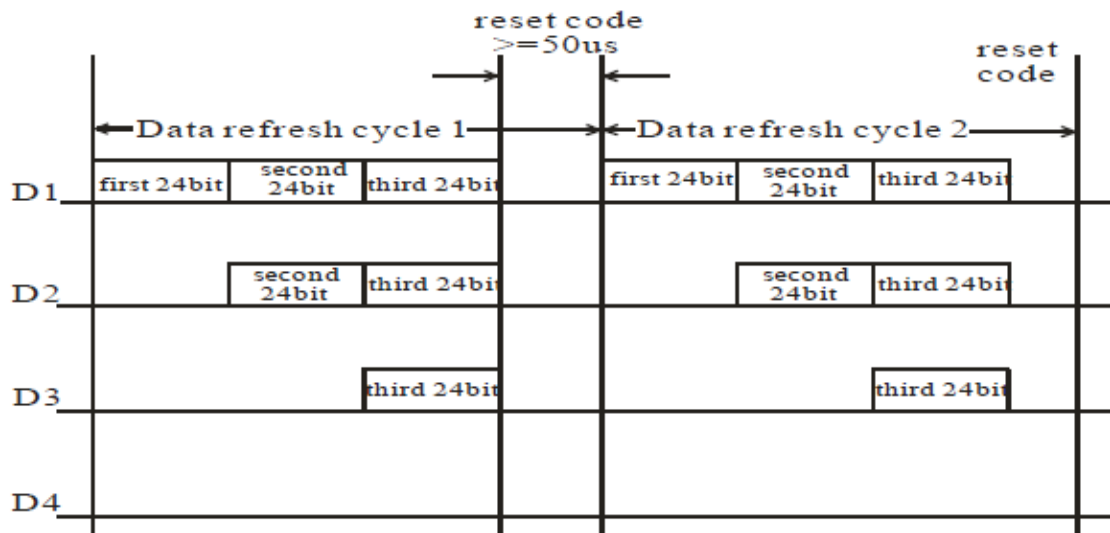 reset code
>=50us
reset
code
Data refresh cycle 1
Data refresh cycle 2
D1
first 24bit
second
24bit
third 24bit
first 24bit
second
24bit
third 24bit
D2
second
24bit
third 24bit
second
24bit
third 24bit
D3
third 24bit
third 24bit
D4